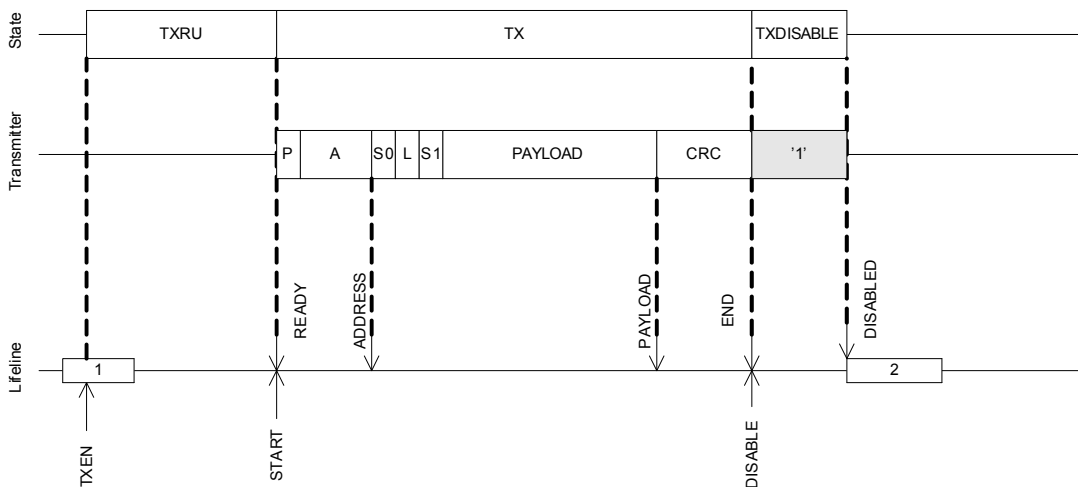 State
TXRU
TX
TXDISABLE
Transmitter
P
A
S0
L
S1
PAYLOAD
CRC
'1'
READY
ADDRESS
PAYLOAD
END
DISABLED
Lifeline
1
2
TXEN
START
DISABLE